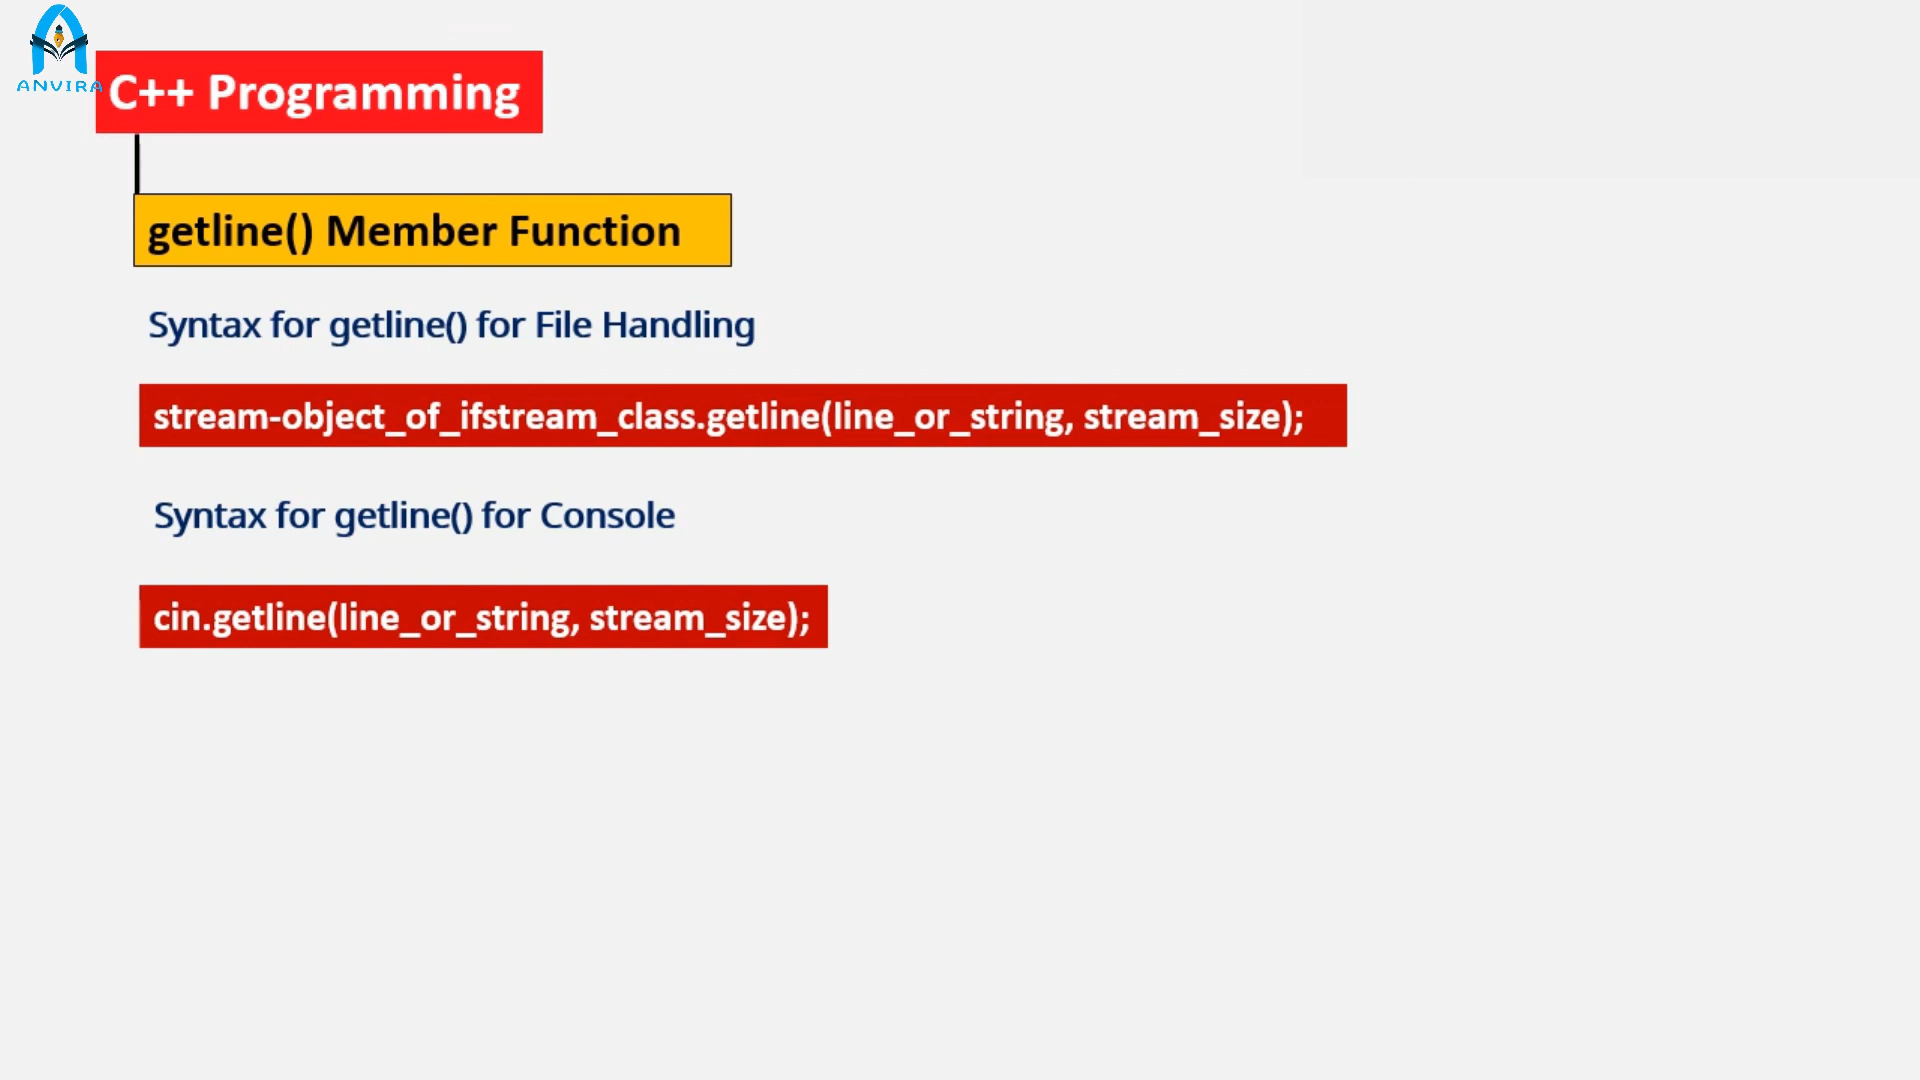 ANVIRA
C++ Programming
getline() Member Function
Syntax for getline() for File Handling
stream-object_of_ifstream_class.getline(line_or_string, stream_size);
Syntax for getline() for Console
cin.getline(line_or_string, stream_size);